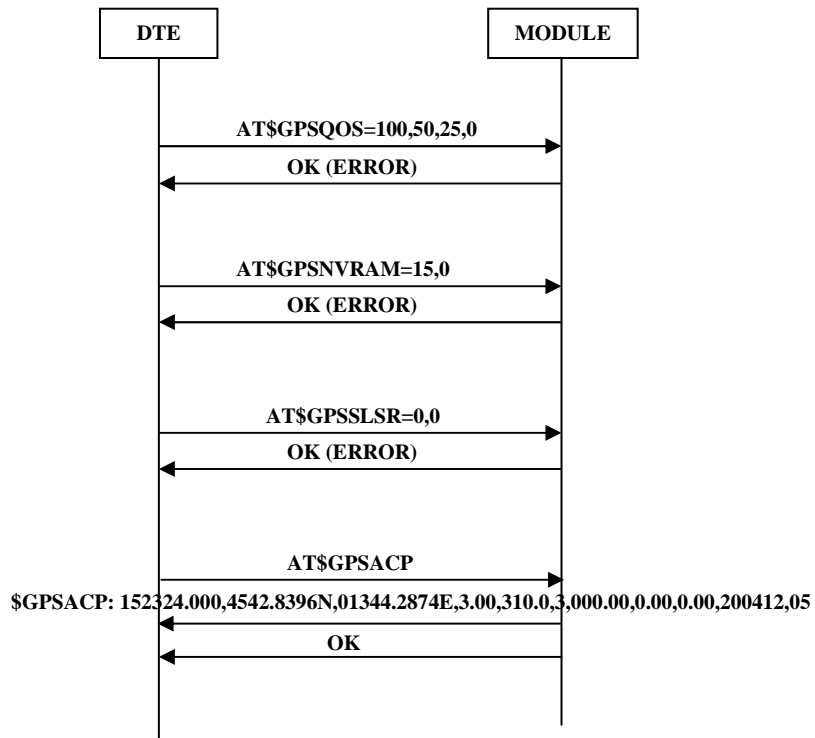 DTE MODULE
AT$GPSQOS=100,50,25,0
OK (ERROR)
AT$GPSNVRAM=15,0
OK (ERROR)
AT$GPSSLSR=0,0
OK (ERROR)
AT$GPSACP
$GPSACP: 152324.000,4542.8396N,01344.2874E,3.00,310.0,3,000.00,0.00,0.00,200412,05
OK